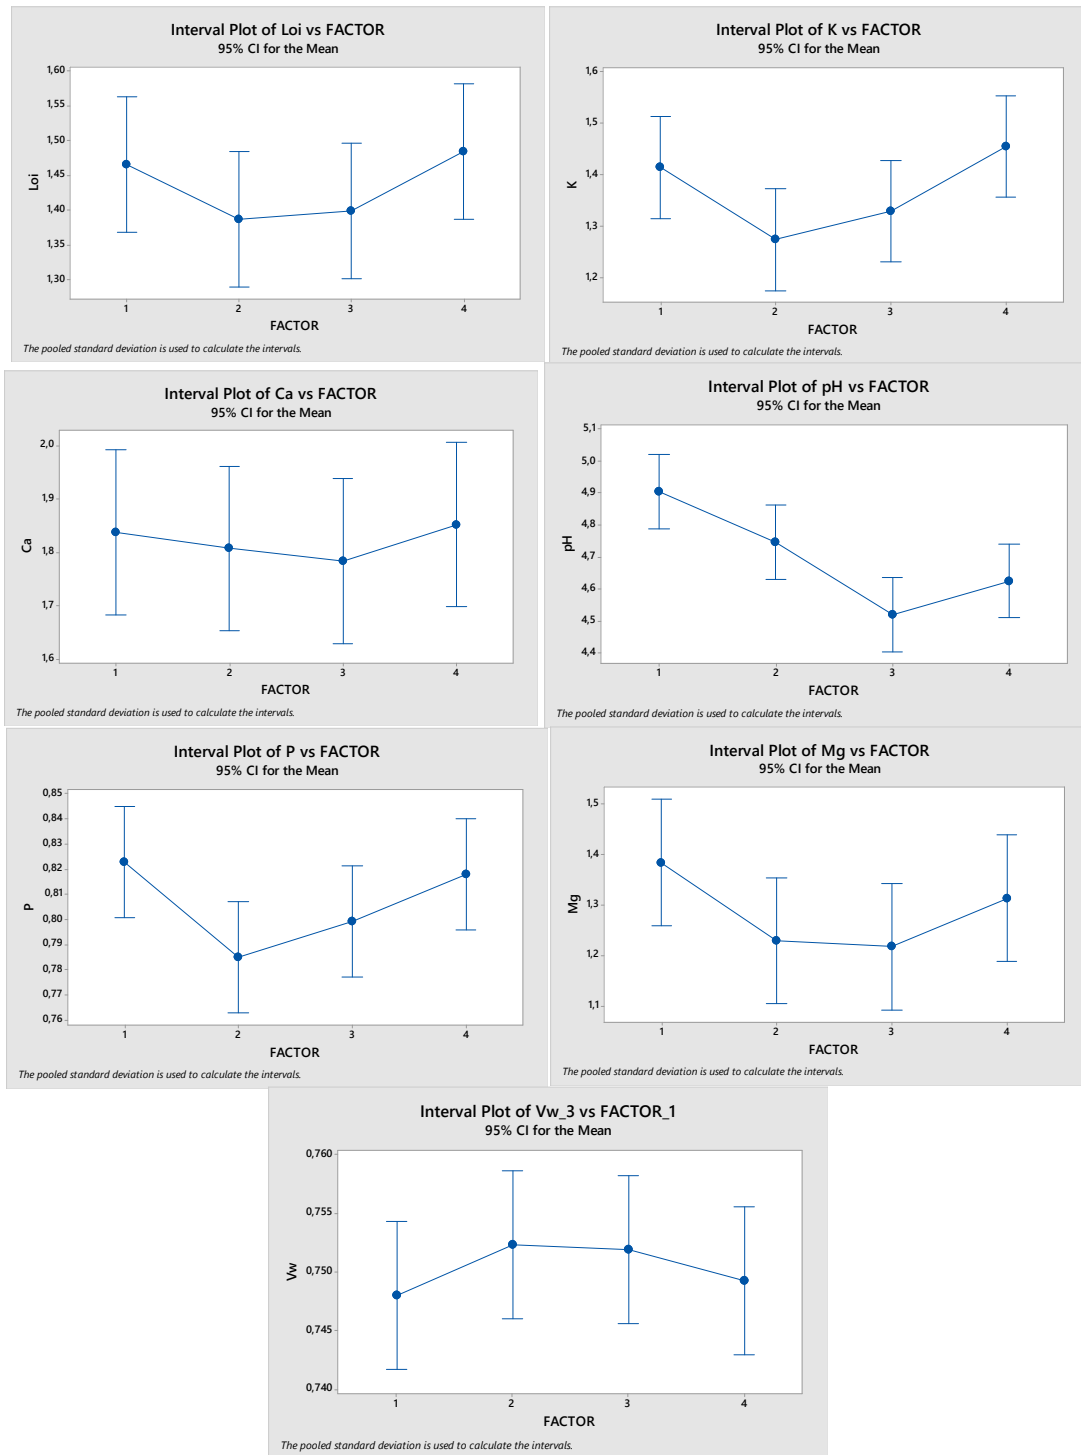 Interval Plot of Loi vs FACTOR
95% CI for the Mean
1,60
1,55
1,50
1,45
1,40
1,35
1,30
Loi
1 2 3 4
FACTOR
The pooled standard deviation is used to calculate the intervals.
Interval Plot of K vs FACTOR
95% CI for the Mean
1,6
1,5
1,4
1,3
1,2
K
1 2 3 4
FACTOR
The pooled standard deviation is used to calculate the intervals.
Interval Plot of Ca vs FACTOR
95% CI for the Mean
2,0
1,9
1,8
1,7
1,6
Ca
1 2 3 4
FACTOR
The pooled standard deviation is used to calculate the intervals.
Interval Plot of pH vs FACTOR
95% CI for the Mean
5,1
5,0
4,9
4,8
4,7
4,6
4,5
4,4
pH
1 2 3 4
FACTOR
The pooled standard deviation is used to calculate the intervals.
Interval Plot of P vs FACTOR
95% CI for the Mean
0,85
0,84
0,83
0,82
0,81
0,80
0,79
0,78
0,77
0,76
P
1 2 3 4
FACTOR
The pooled standard deviation is used to calculate the intervals.
Interval Plot of Mg vs FACTOR
95% CI for the Mean
1,5
1,4
1,3
1,2
1,1
Mg
1 2 3 4
FACTOR
The pooled standard deviation is used to calculate the intervals.
Interval Plot of Vw_3 vs FACTOR_1
95% CI for the Mean
0,760
0,755
0,750
0,745
0,740
Vw
1 2 3 4
FACTOR
The pooled standard deviation is used to calculate the intervals.